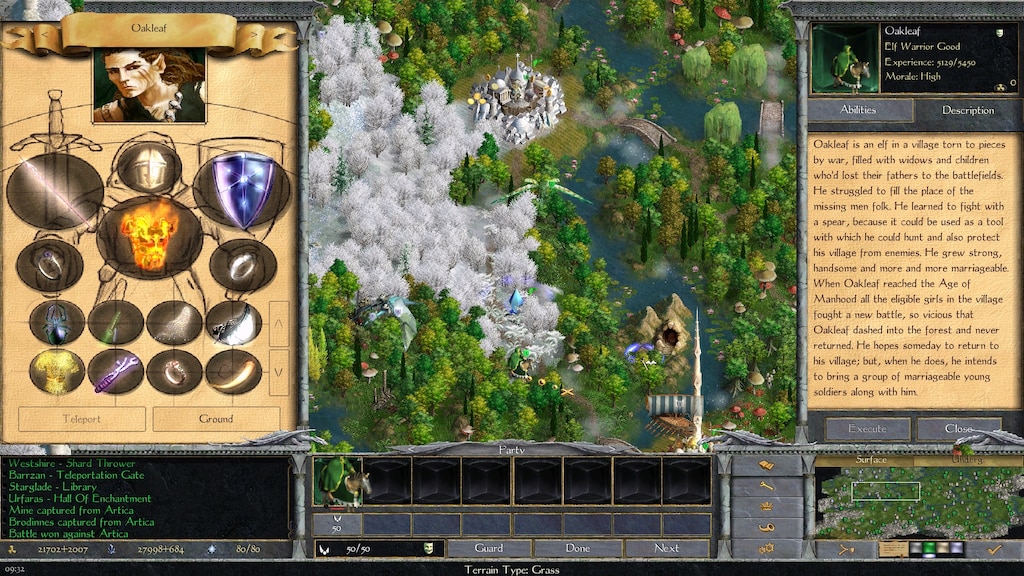 Oakleaf
Teleport
Ground
Westshire - Shard Thrower
Barrzan - Teleportation Gate
Starglade - Library
Urfaras - Hall Of Enchantment
Mine captured from Artica
Brodinnes captured from Artica
Battle won against Artica
21702+2007
27998+684
80/80
09:32
Party
50
50/50
Guard
Done
Next
Terrain Type: Grass
Oakleaf
Elf Warrior Good
Experience: 5129/5450
Morale: High
Abilities
Description
Oakleaf is an elf in a village torn to pieces
by war, filled with widows and children
who'd lost their fathers to the battlefields.
He struggled to fill the place of the
missing men folk. He learned to fight with
a spear, because it could be used as a tool
with which he could hunt and also protect
his village from enemies. He grew strong,
handsome and more and more marriageable.
When Oakleaf reached the Age of
Manhood all the eligible girls in the village
fought a new battle, so vicious that
Oakleaf dashed into the forest and never
returned. He hopes someday to return to
his village; but, when he does, he intends
to bring a group of marriageable young
soldiers along with him.
Execute
Close
Surface